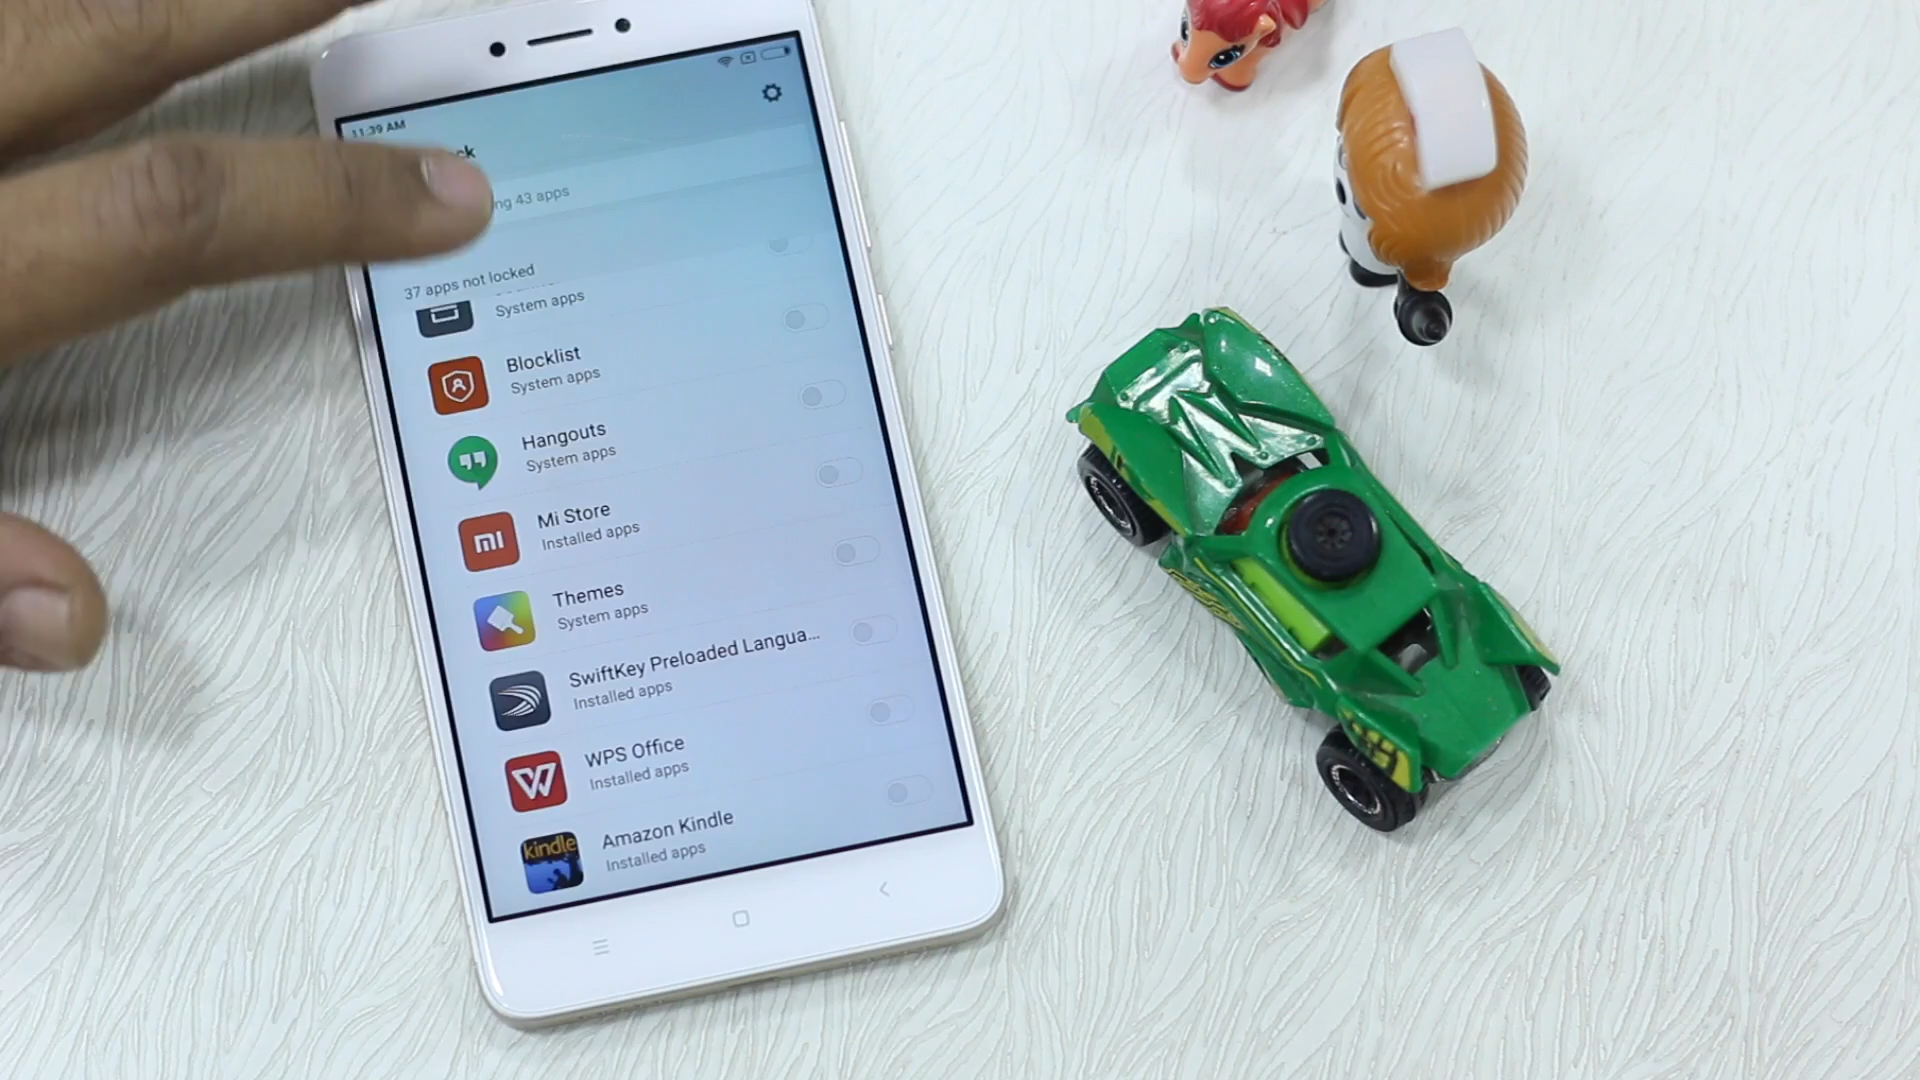 11:39 AM
ck
ng 43 apps
37 apps not locked
System apps
Blocklist
System apps
Hangouts
System apps
Mi Store
Installed apps
Themes
System apps
SwiftKey Preloaded Langua...
Installed apps
WPS Office
Installed apps
kindle
Amazon Kindle
Installed apps